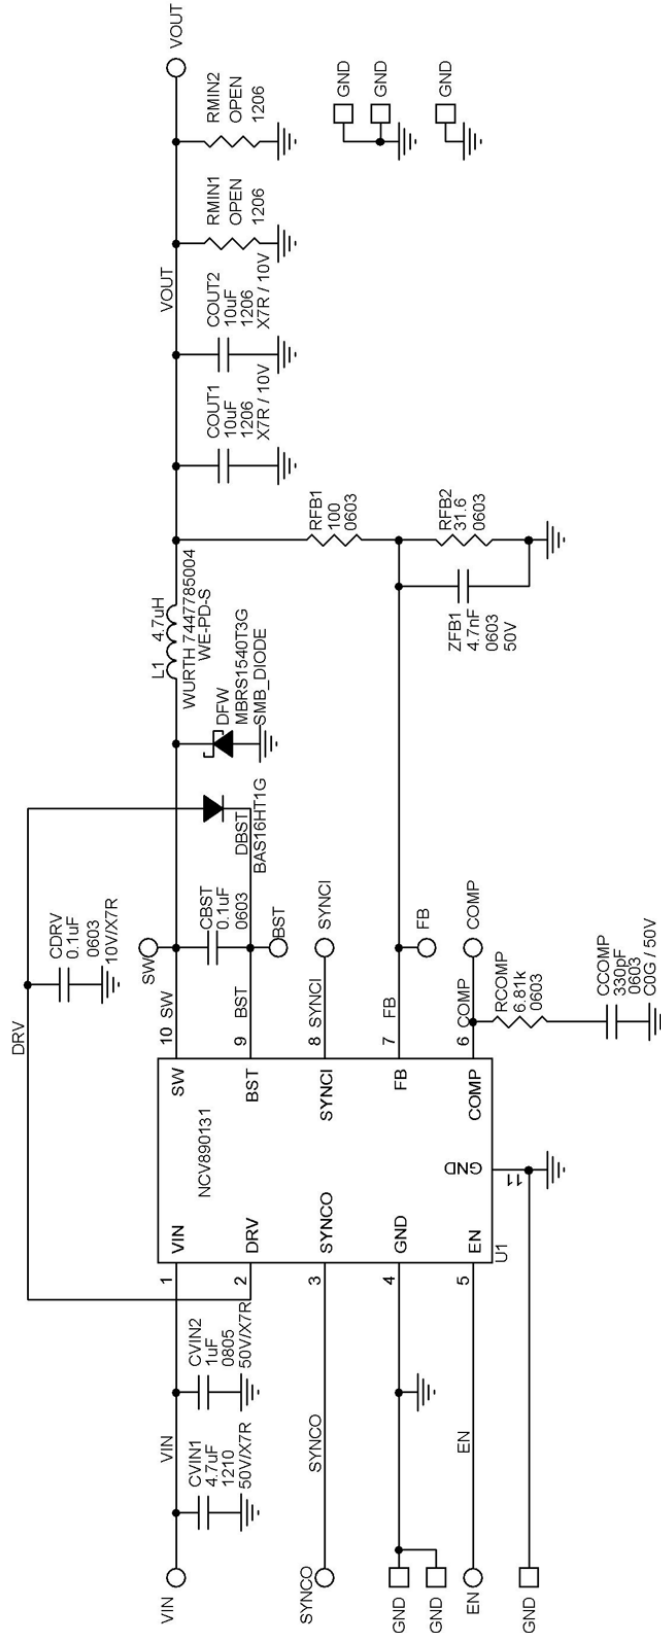 DRV
CDRV
0.1uF
0603
10V/X7R
VIN
VIN
CVIN1
4.7uF
1210
50V/X7R
CVIN2
1uF
0805
50V/X7R
1
VIN
2
DRV
3
SYNCO
4
GND
5
EN
NCV890131
U1
SW
10
SW
SW
BST
9
BST
BST
SYNCI
8
SYNCI
SYNCI
FB
7
FB
FB
COMP
6
COMP
COMP
GND
11
SYNCO
SYNCO
GND
GND
EN
EN
GND
CBST
0.1uF
0603
DBST
BAS16HT1G
DFW
MBRS1540T3G
SMB_DIODE
L1
4.7uH
WURTH 7447785004
WE-PD-S
RCOMP
6.81k
0603
CCOMP
330pF
0603
C0G / 50V
RFB1
100
0603
RFB2
31.6
0603
ZFB1
4.7nF
0603
50V
COUT1
10uF
1206
X7R / 10V
COUT2
10uF
1206
X7R / 10V
VOUT
RMIN1
OPEN
1206
RMIN2
OPEN
1206
VOUT
GND
GND
GND